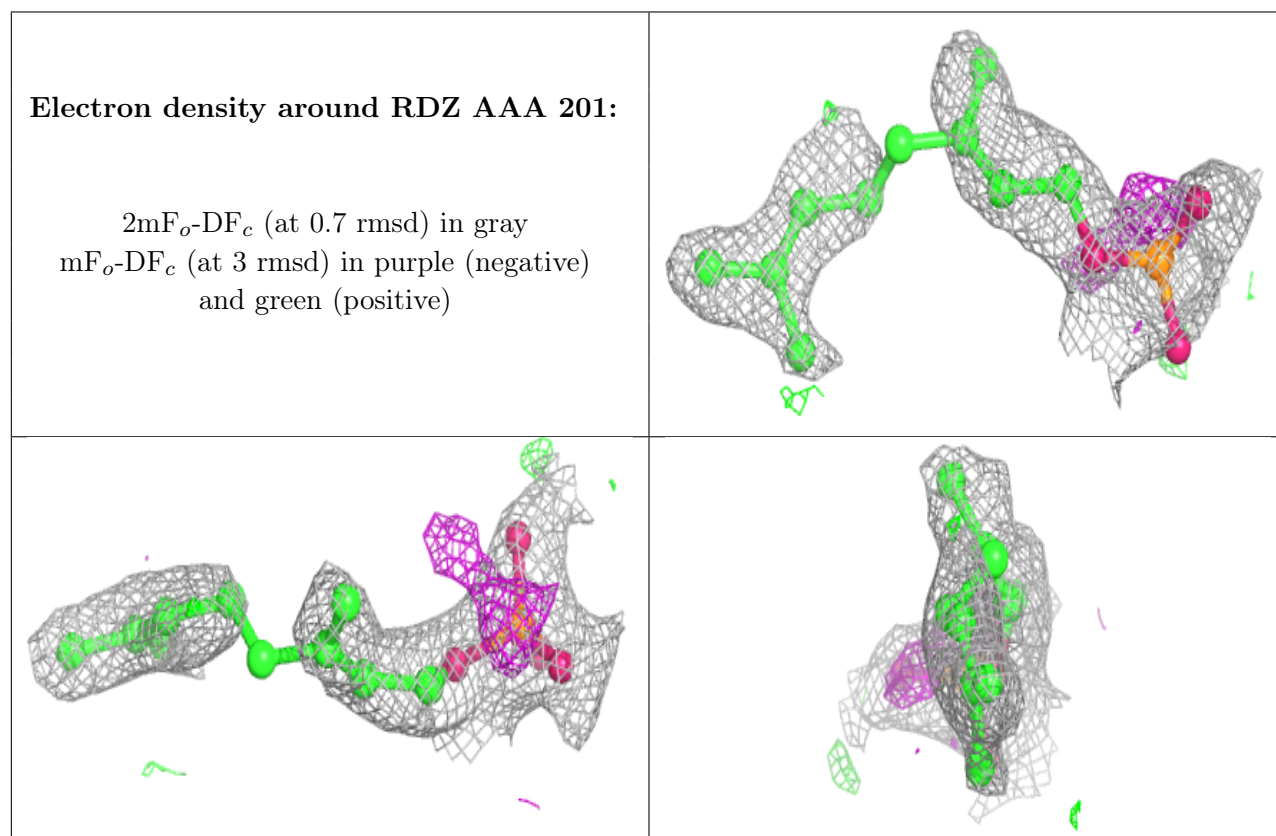 Electron density around RDZ AAA 201:
2mFo-DFc (at 0.7 rmsd) in gray
mFo-DFc (at 3 rmsd) in purple (negative)
and green (positive)